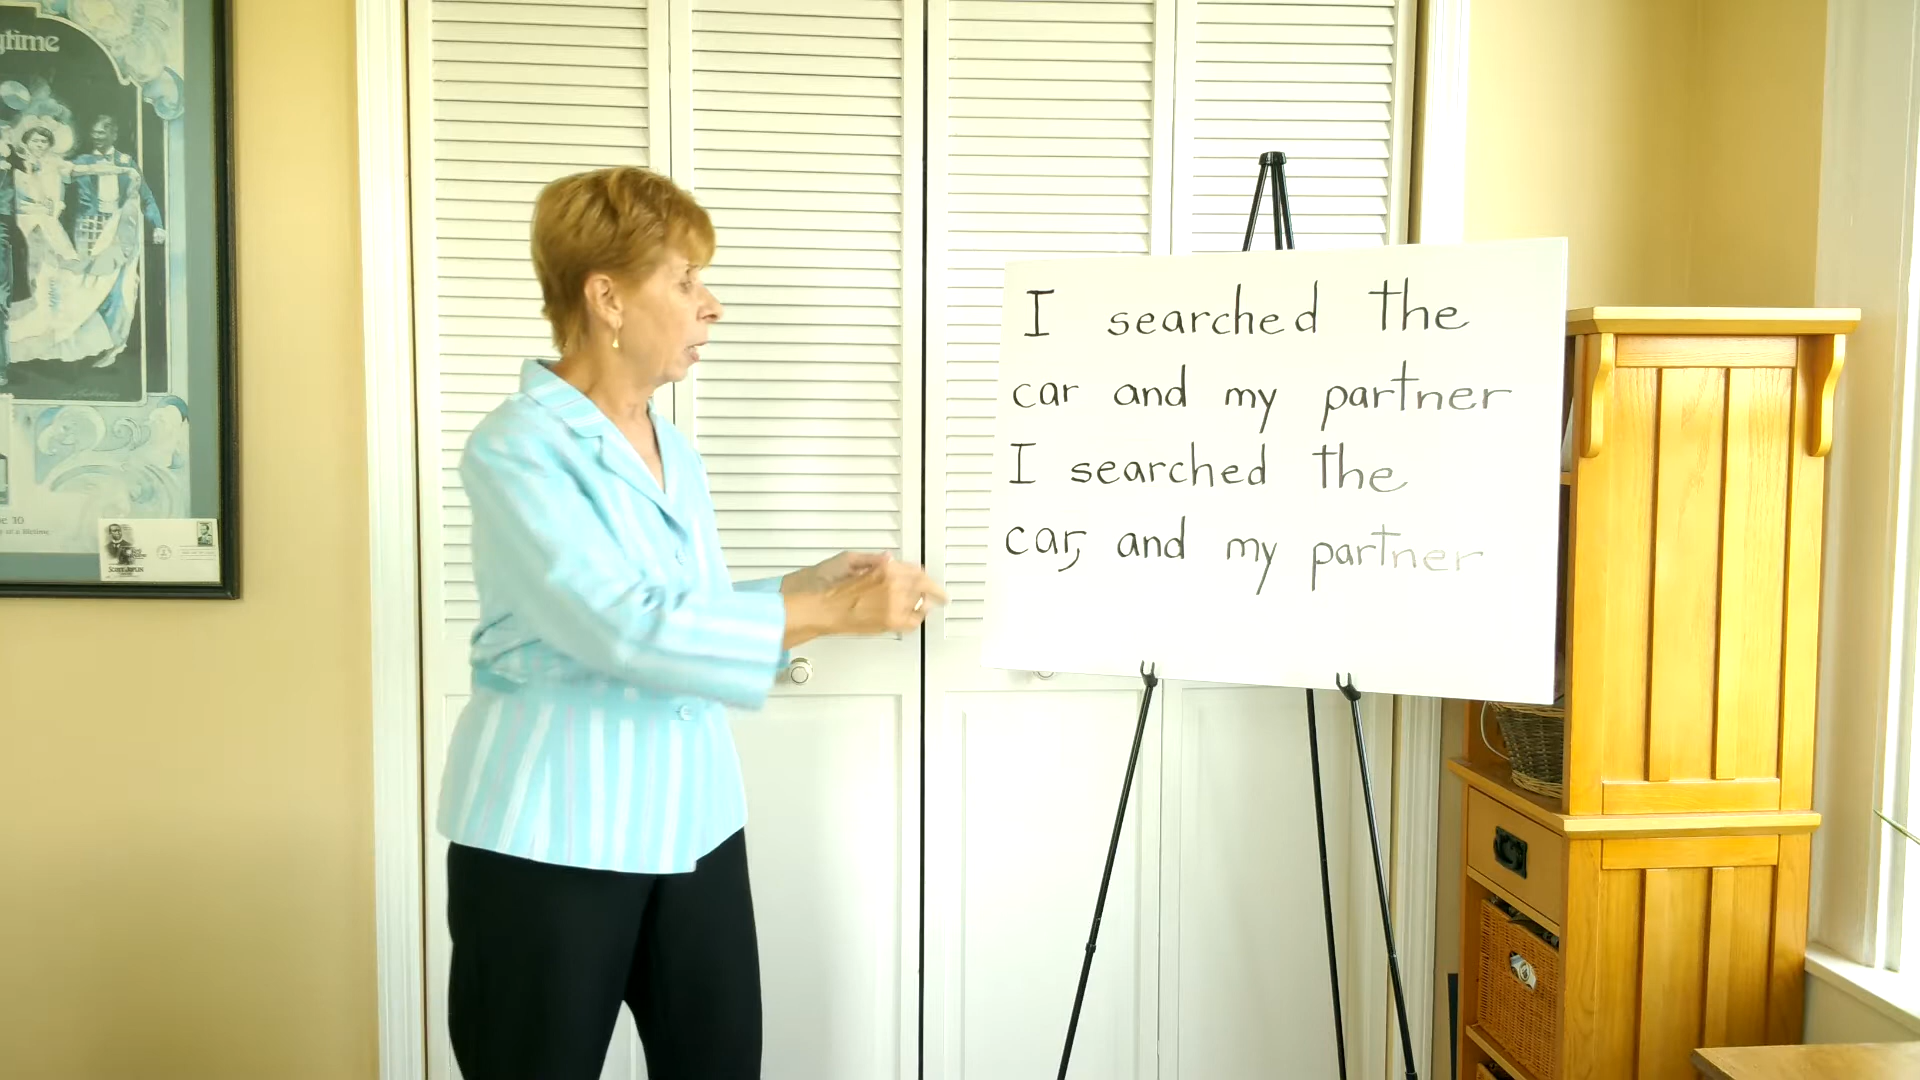 I searched the
car and my partner
I searched the
car, and my partner